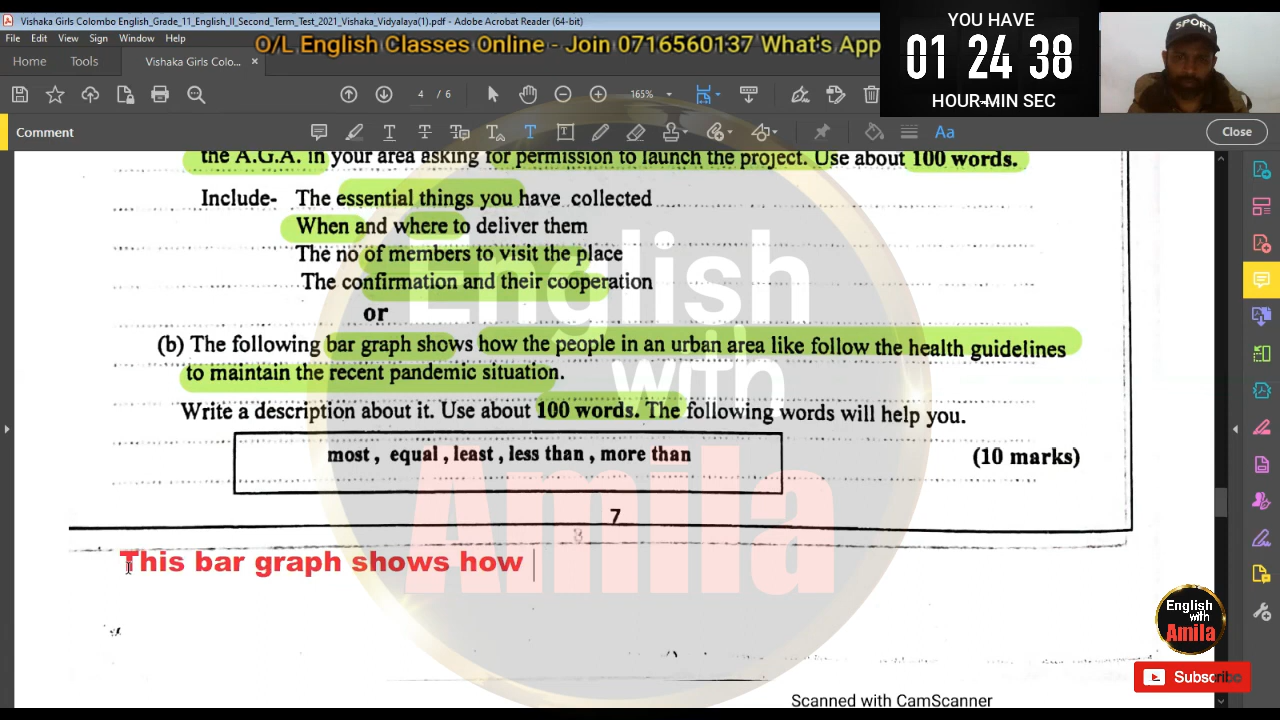 Vishaka Girls Colombo English_Grade_11_English_II_Second_Term_Test_2021_Vishaka_Vidyalaya(1).pdf - Adobe Acrobat Reader (64-bit)
File Edit View Sign Window Help
O/L English Classes Online - Join 0716560137 What's App
YOU HAVE
01 24 38
HOUR MIN SEC
SPORT
Home Tools Vishaka Girls Colo... ×
4 / 6 165%
Comment Close
the A.G.A. in your area asking for permission to launch the project. Use about 100 words.
Include- The essential things you have collected
When and where to deliver them
The no of members to visit the place
The confirmation and their cooperation
or
(b) The following bar graph shows how the people in an urban area like follow the health guidelines
to maintain the recent pandemic situation.
Write a description about it. Use about 100 words. The following words will help you.
most , equal , least , less than , more than
(10 marks)
7
8
This bar graph shows how
English
with
Amila
English
with
Amila
Subscribe
Scanned with CamScanner